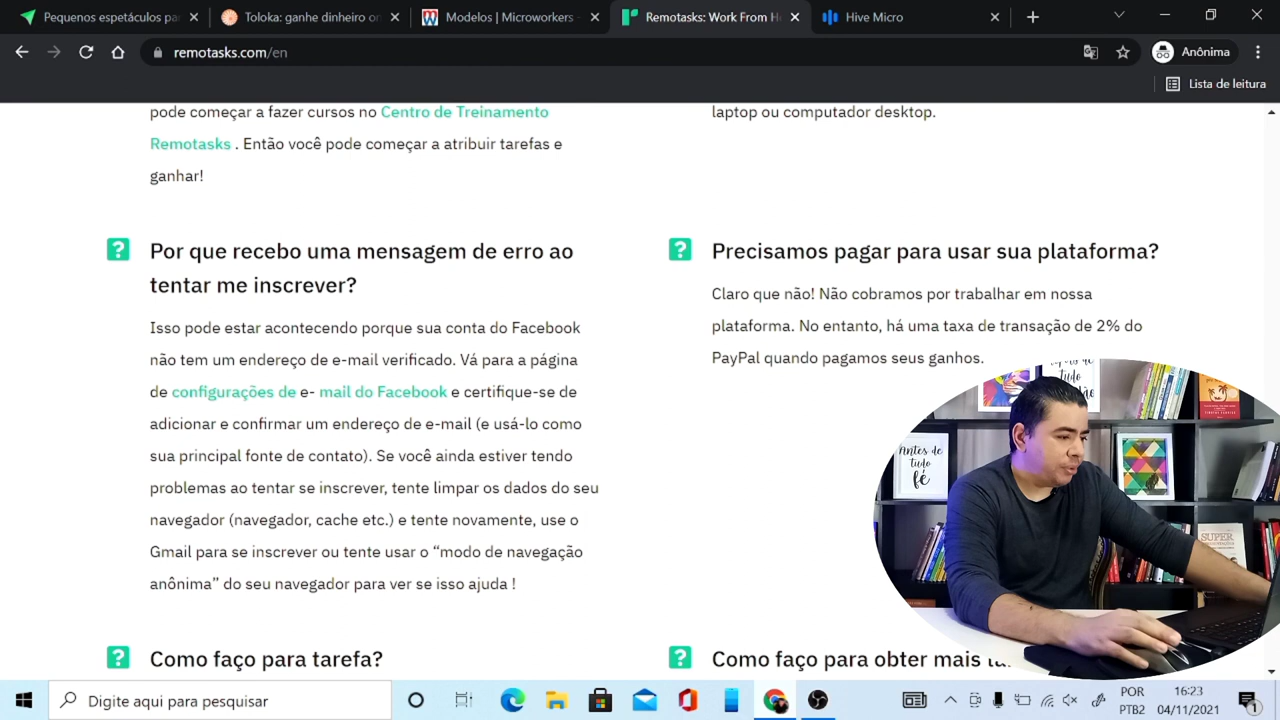 Pequenos espetáculos pa
Toloka: ganhe dinheiro on
Modelos | Microworkers -
Remotasks: Work From H
Hive Micro
remotasks.com/en
Anônima
Lista de leitura
pode começar a fazer cursos no Centro de Treinamento
Remotasks . Então você pode começar a atribuir tarefas e
ganhar!
laptop ou computador desktop.
Por que recebo uma mensagem de erro ao
tentar me inscrever?
Isso pode estar acontecendo porque sua conta do Facebook
não tem um endereço de e-mail verificado. Vá para a página
de configurações de e- mail do Facebook e certifique-se de
adicionar e confirmar um endereço de e-mail (e usá-lo como
sua principal fonte de contato). Se você ainda estiver tendo
problemas ao tentar se inscrever, tente limpar os dados do seu
navegador (navegador, cache etc.) e tente novamente, use o
Gmail para se inscrever ou tente usar o “modo de navegação
anônima” do seu navegador para ver se isso ajuda !
Precisamos pagar para usar sua plataforma?
Claro que não! Não cobramos por trabalhar em nossa
plataforma. No entanto, há uma taxa de transação de 2% do
PayPal quando pagamos seus ganhos.
Antes de
tudo
fé
tudo
SUPER
Como faço para tarefa?
Como faço para obter mais
Digite aqui para pesquisar
POR
PTB2
16:23
04/11/2021
1